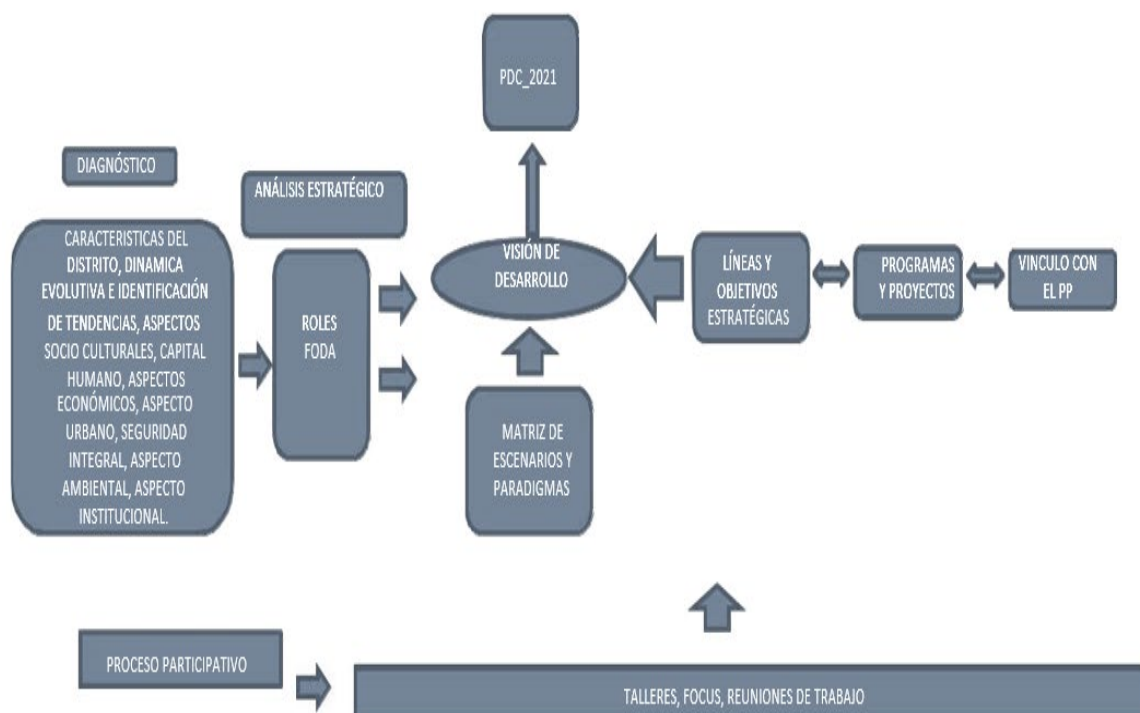 PDC_2021
DIAGNÓSTICO
ANÁLISIS ESTRATÉGICO
CARACTERISTICAS DEL
DISTRITO, DINAMICA
EVOLUTIVA E IDENTIFICACIÓN
DE TENDENCIAS, ASPECTOS
SOCIO CULTURALES, CAPITAL
HUMANO, ASPECTOS
ECONÓMICOS, ASPECTO
URBANO, SEGURIDAD
INTEGRAL, ASPECTO
AMBIENTAL, ASPECTO
INSTITUCIONAL.
ROLES
FODA
VISIÓN DE
DESARROLLO
MATRIZ DE
ESCENARIOS Y
PARADIGMAS
LÍNEAS Y
OBJETIVOS
ESTRATÉGICAS
PROGRAMAS
Y PROYECTOS
VINCULO CON
EL PP
PROCESO PARTICIPATIVO
TALLERES, FOCUS, REUNIONES DE TRABAJO